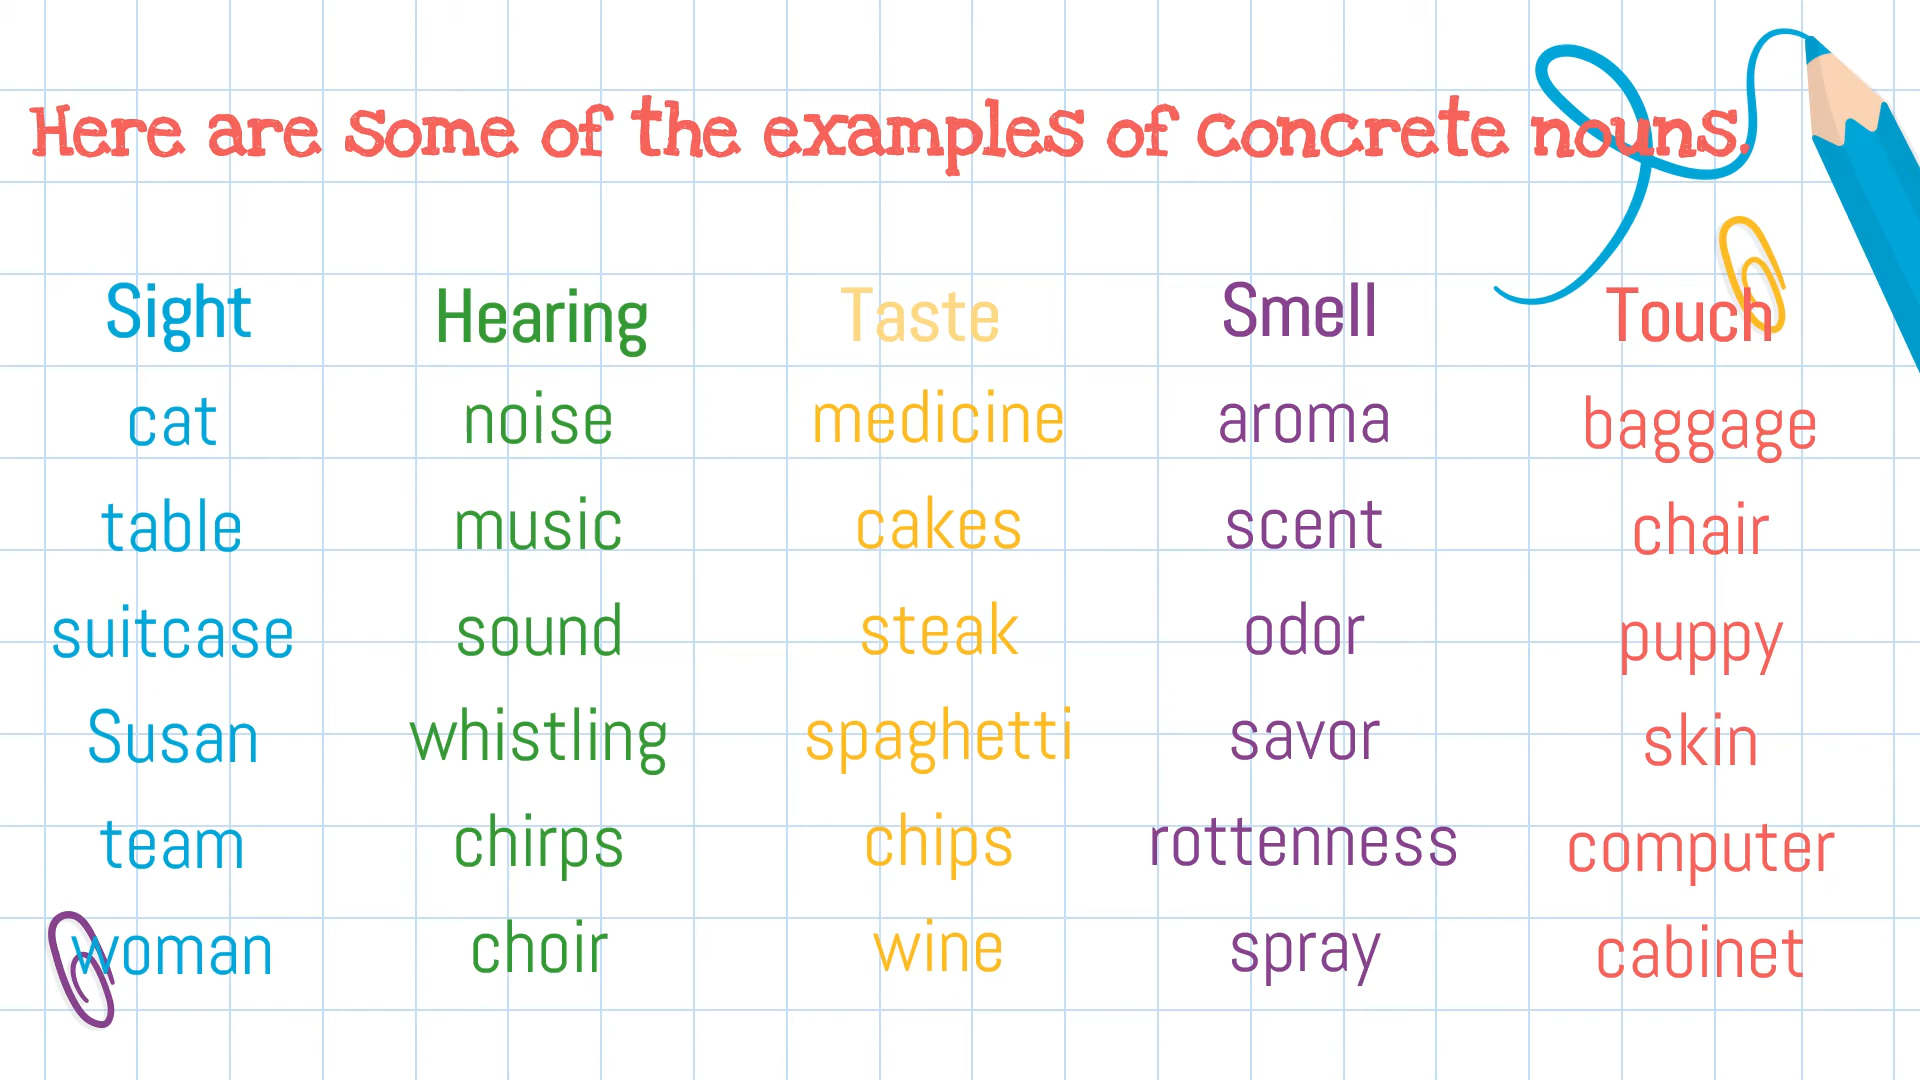 Here are some of the examples of concrete nouns.
Sight Hearing Taste Smell Touch
cat noise medicine aroma baggage
table music cakes scent chair
suitcase sound steak odor puppy
Susan whistling spaghetti savor skin
team chirps chips rottenness computer
woman choir wine spray cabinet